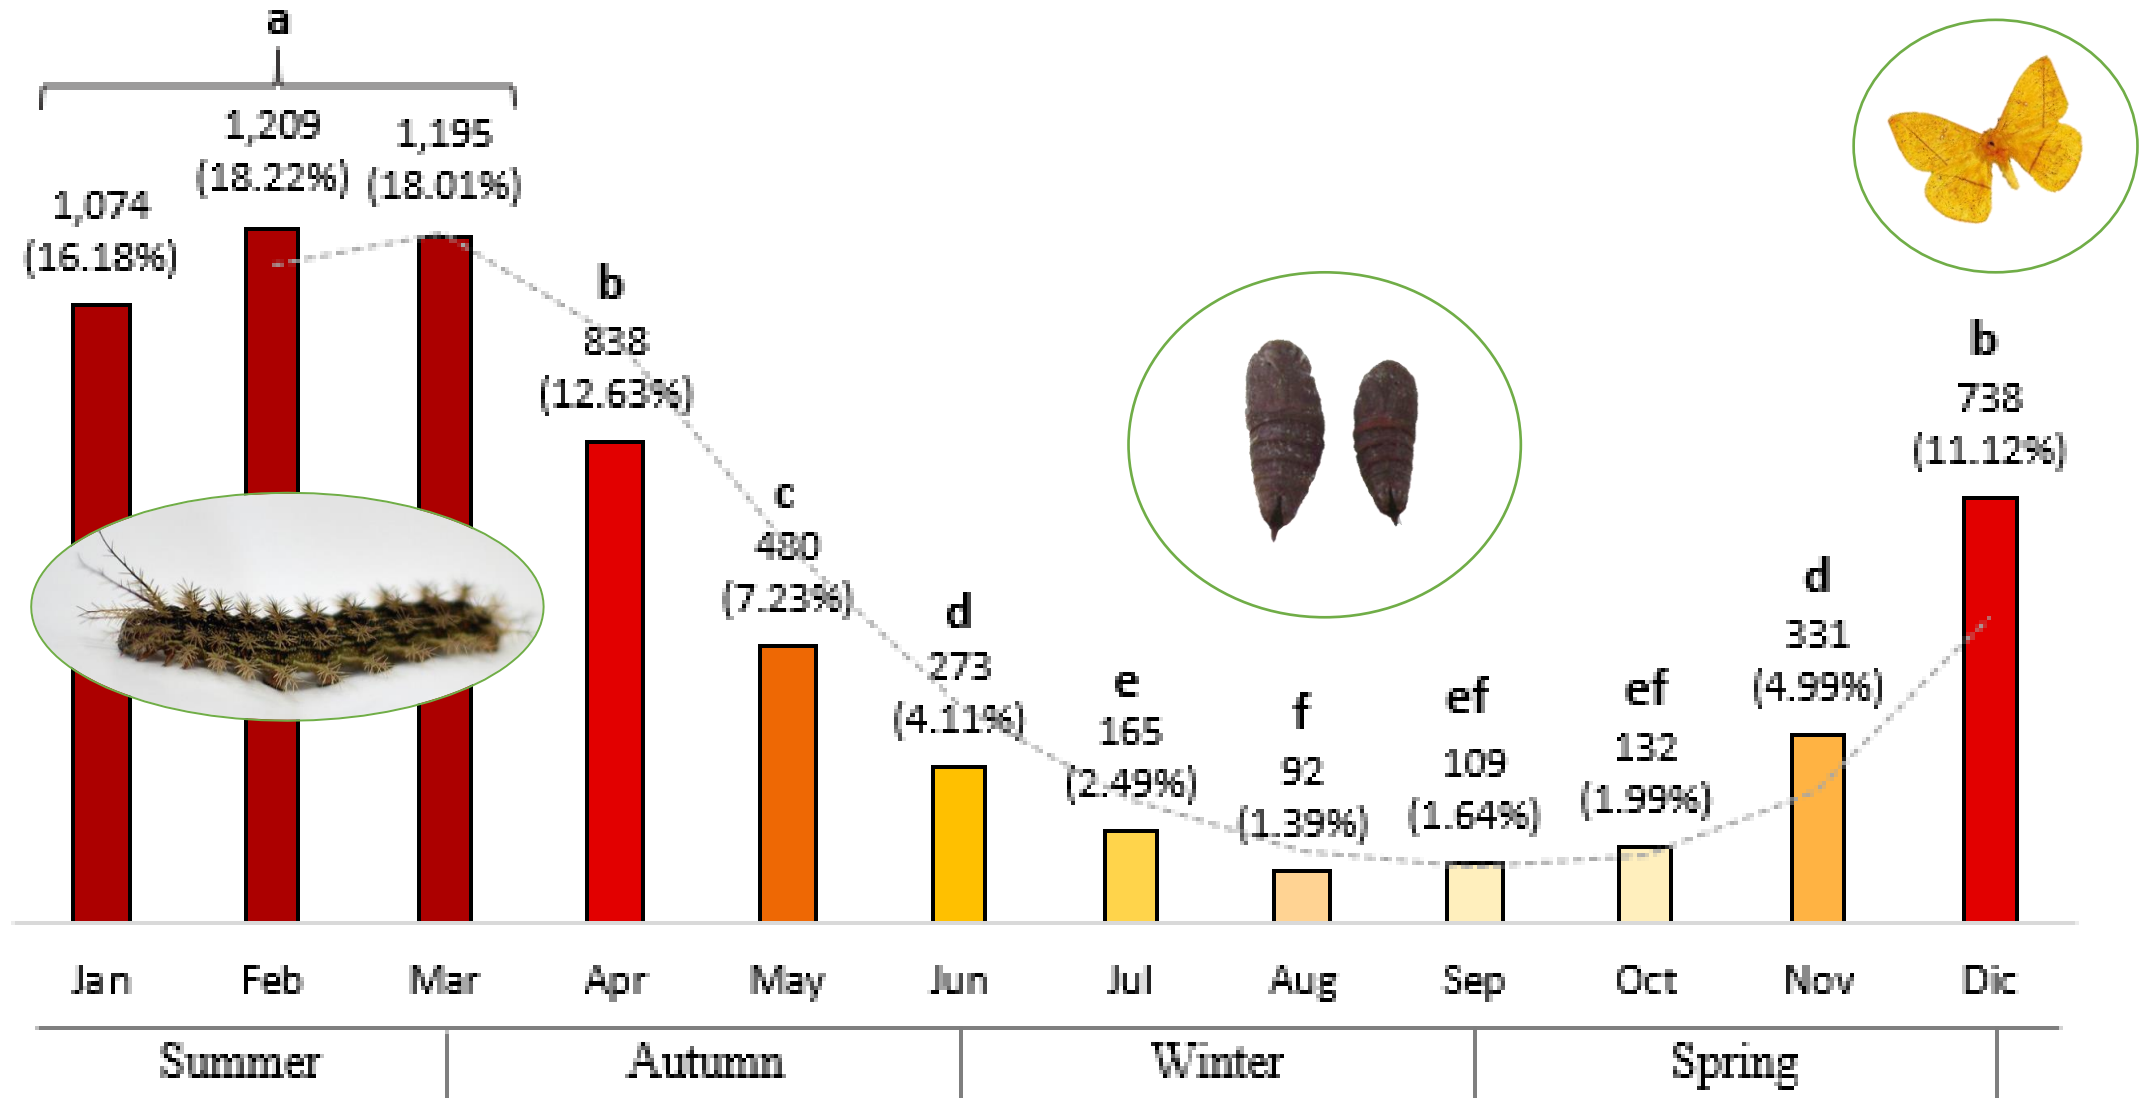 a
1,074
(16.18%)
1,209
(18.22%)
1,195
(18.01%)
b
838
(12.63%)
c
480
(7.23%)
d
273
(4.11%)
e
165
(2.49%)
f
92
(1.39%)
ef
109
(1.64%)
ef
132
(1.99%)
d
331
(4.99%)
b
738
(11.12%)
Jan Feb Mar Apr May Jun Jul Aug Sep Oct Nov Dic
Summer Autumn Winter Spring